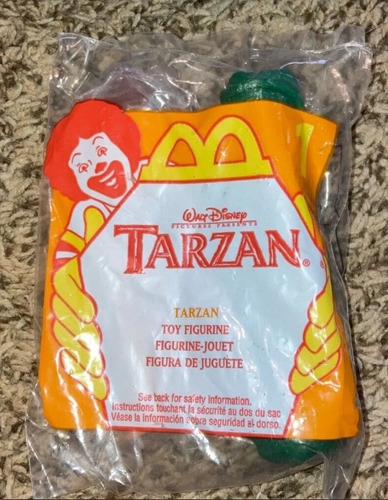 Walt Disney
PICTURES PRESENTS
TARZAN®
TARZAN
TOY FIGURINE
FIGURINE-JOUET
FIGURA DE JUGUETE
See back for safety information.
Instructions touchant la sécurité au dos du sac
Véase la información sobre seguridad al dorso.